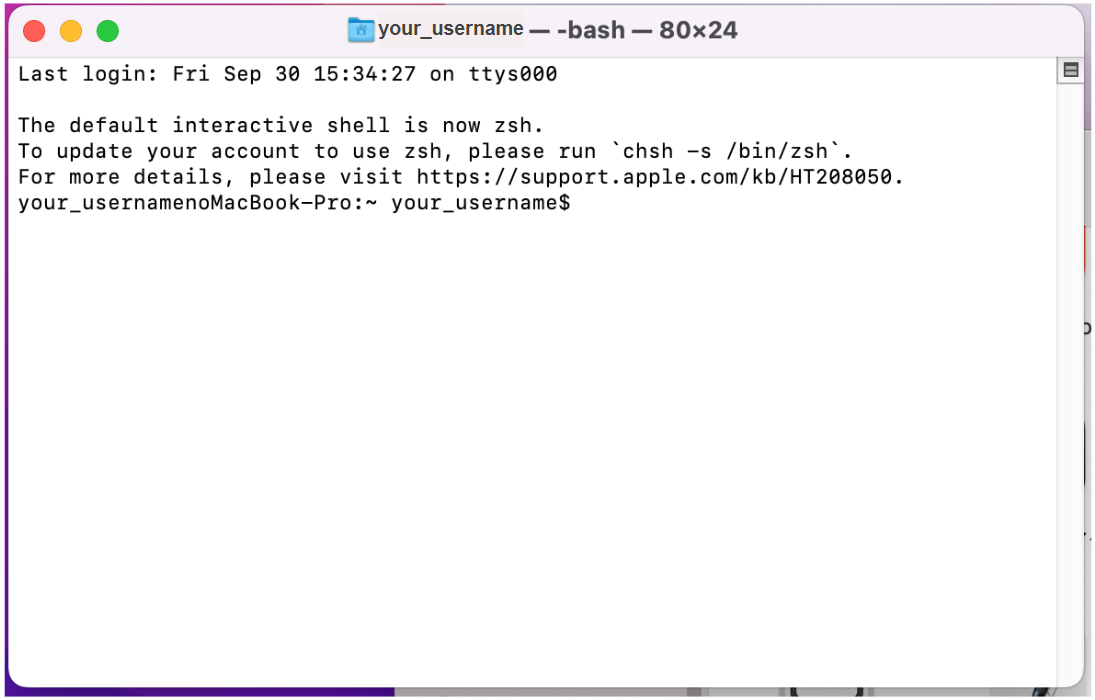 your_username — -bash — 80×24
Last login: Fri Sep 30 15:34:27 on ttys000
The default interactive shell is now zsh.
To update your account to use zsh, please run `chsh -s /bin/zsh`.
For more details, please visit https://support.apple.com/kb/HT208050.
your_usernamenoMacBook-Pro:~ your_username$